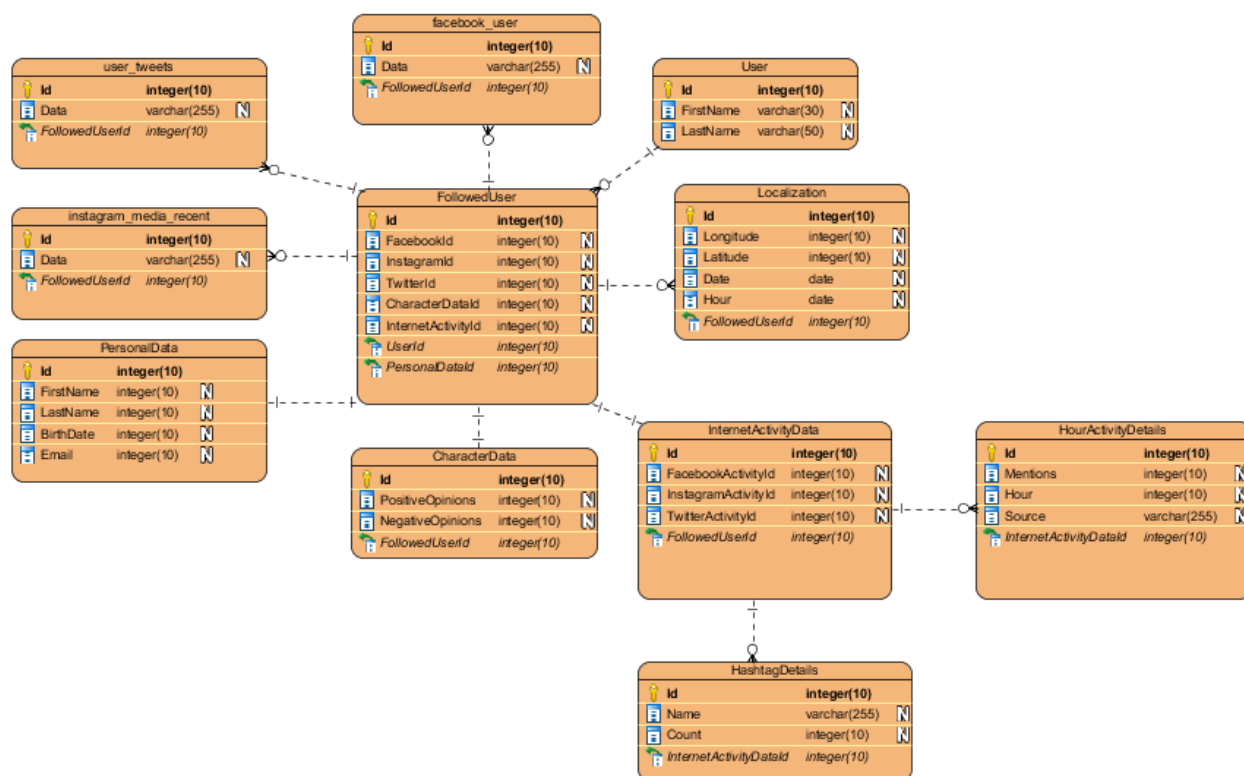 facebook_user
Id integer(10)
Data varchar(255) N
FollowedUserId integer(10)
user_tweets
Id integer(10)
Data varchar(255) N
FollowedUserId integer(10)
User
Id integer(10)
FirstName varchar(30) N
LastName varchar(50) N
instagram_media_recent
Id integer(10)
Data varchar(255) N
FollowedUserId integer(10)
FollowedUser
Id integer(10)
FacebookId integer(10) N
InstagramId integer(10) N
TwitterId integer(10) N
CharacterDataId integer(10) N
InternetActivityId integer(10) N
UserId integer(10)
PersonalDataId integer(10)
Localization
Id integer(10)
Longitude integer(10) N
Latitude integer(10) N
Date date N
Hour date N
FollowedUserId integer(10)
PersonalData
Id integer(10)
FirstName integer(10) N
LastName integer(10) N
BirthDate integer(10) N
Email integer(10) N
CharacterData
Id integer(10)
PositiveOpinions integer(10) N
NegativeOpinions integer(10) N
FollowedUserId integer(10)
InternetActivityData
Id integer(10)
FacebookActivityId integer(10) N
InstagramActivityId integer(10) N
TwitterActivityId integer(10) N
FollowedUserId integer(10)
HourActivityDetails
Id integer(10)
Mentions integer(10) N
Hour integer(10) N
Source varchar(255) N
InternetActivityDataId integer(10)
HashtagDetails
Id integer(10)
Name varchar(255) N
Count integer(10) N
InternetActivityDataId integer(10)